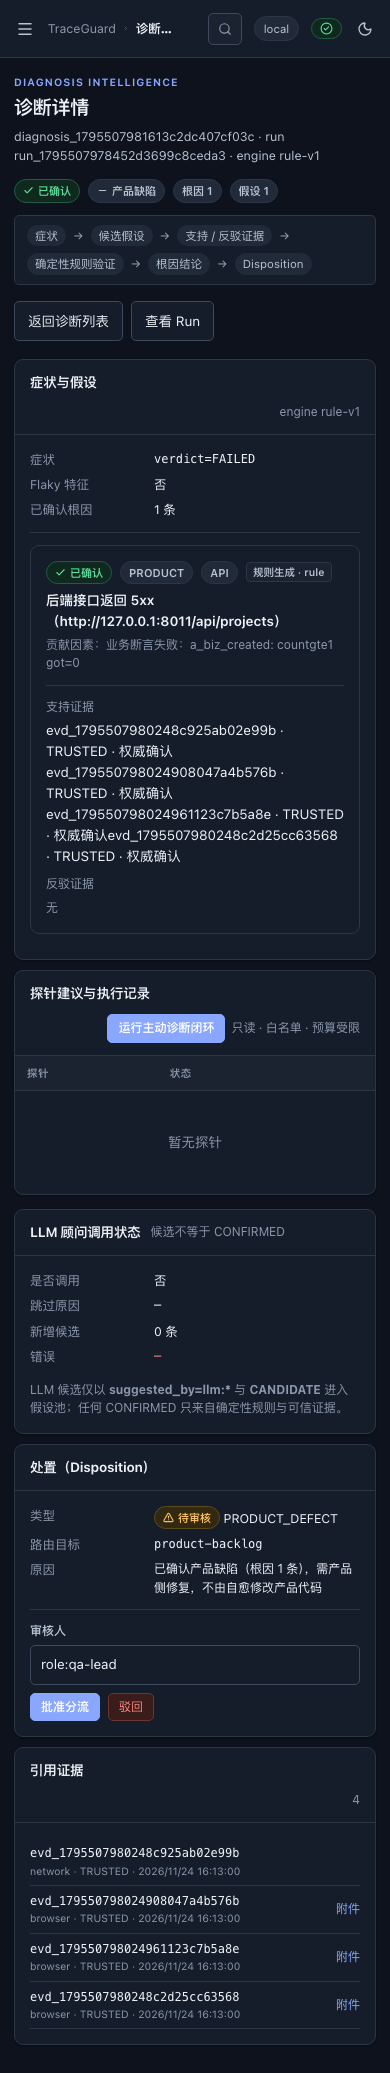 TraceGuard › 诊断... local
DIAGNOSIS INTELLIGENCE
诊断详情
diagnosis_1795507981613c2dc407cf03c · run
run_1795507978452d3699c8ceda3 · engine rule-v1
已确认 产品缺陷 根因 1 假设 1
症状 → 候选假设 → 支持 / 反驳证据 →
确定性规则验证 → 根因结论 → Disposition
返回诊断列表 查看 Run
症状与假设
engine rule-v1
症状 verdict=FAILED
Flaky 特征 否
已确认根因 1 条
已确认 PRODUCT API 规则生成 · rule
后端接口返回 5xx
（http://127.0.0.1:8011/api/projects）
贡献因素：业务断言失败：a_biz_created: countgte1
got=0
支持证据
evd_1795507980248c925ab02e99b ·
TRUSTED · 权威确认
evd_17955079802490­8047a4b576b ·
TRUSTED · 权威确认
evd_179550798024961123c7b5a8e · TRUSTED
· 权威确认evd_1795507980248c2d25cc63568
· TRUSTED · 权威确认
反驳证据
无
探针建议与执行记录
运行主动诊断闭环 只读 · 白名单 · 预算受限
探针 状态
暂无探针
LLM 顾问调用状态 候选不等于 CONFIRMED
是否调用 否
跳过原因 —
新增候选 0 条
错误 —
LLM 候选仅以 suggested_by=llm:* 与 CANDIDATE 进入
假设池；任何 CONFIRMED 只来自确定性规则与可信证据。
处置（Disposition）
类型 待审核 PRODUCT_DEFECT
路由目标 product-backlog
原因 已确认产品缺陷（根因 1 条），需产
品侧修复，不由自愈修改产品代码
审核人
role:qa-lead
批准分流 驳回
引用证据
4
evd_1795507980248c925ab02e99b
network · TRUSTED · 2026/11/24 16:13:00
evd_179550798024908047a4b576b 附件
browser · TRUSTED · 2026/11/24 16:13:00
evd_179550798024961123c7b5a8e 附件
browser · TRUSTED · 2026/11/24 16:13:00
evd_1795507980248c2d25cc63568 附件
browser · TRUSTED · 2026/11/24 16:13:00